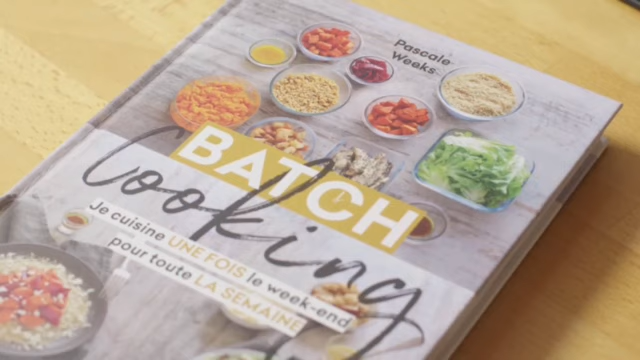 Pascale
Weeks
BATCH
Cooking
Je cuisine UNE FOIS le week-end
pour toute LA SEMAINE